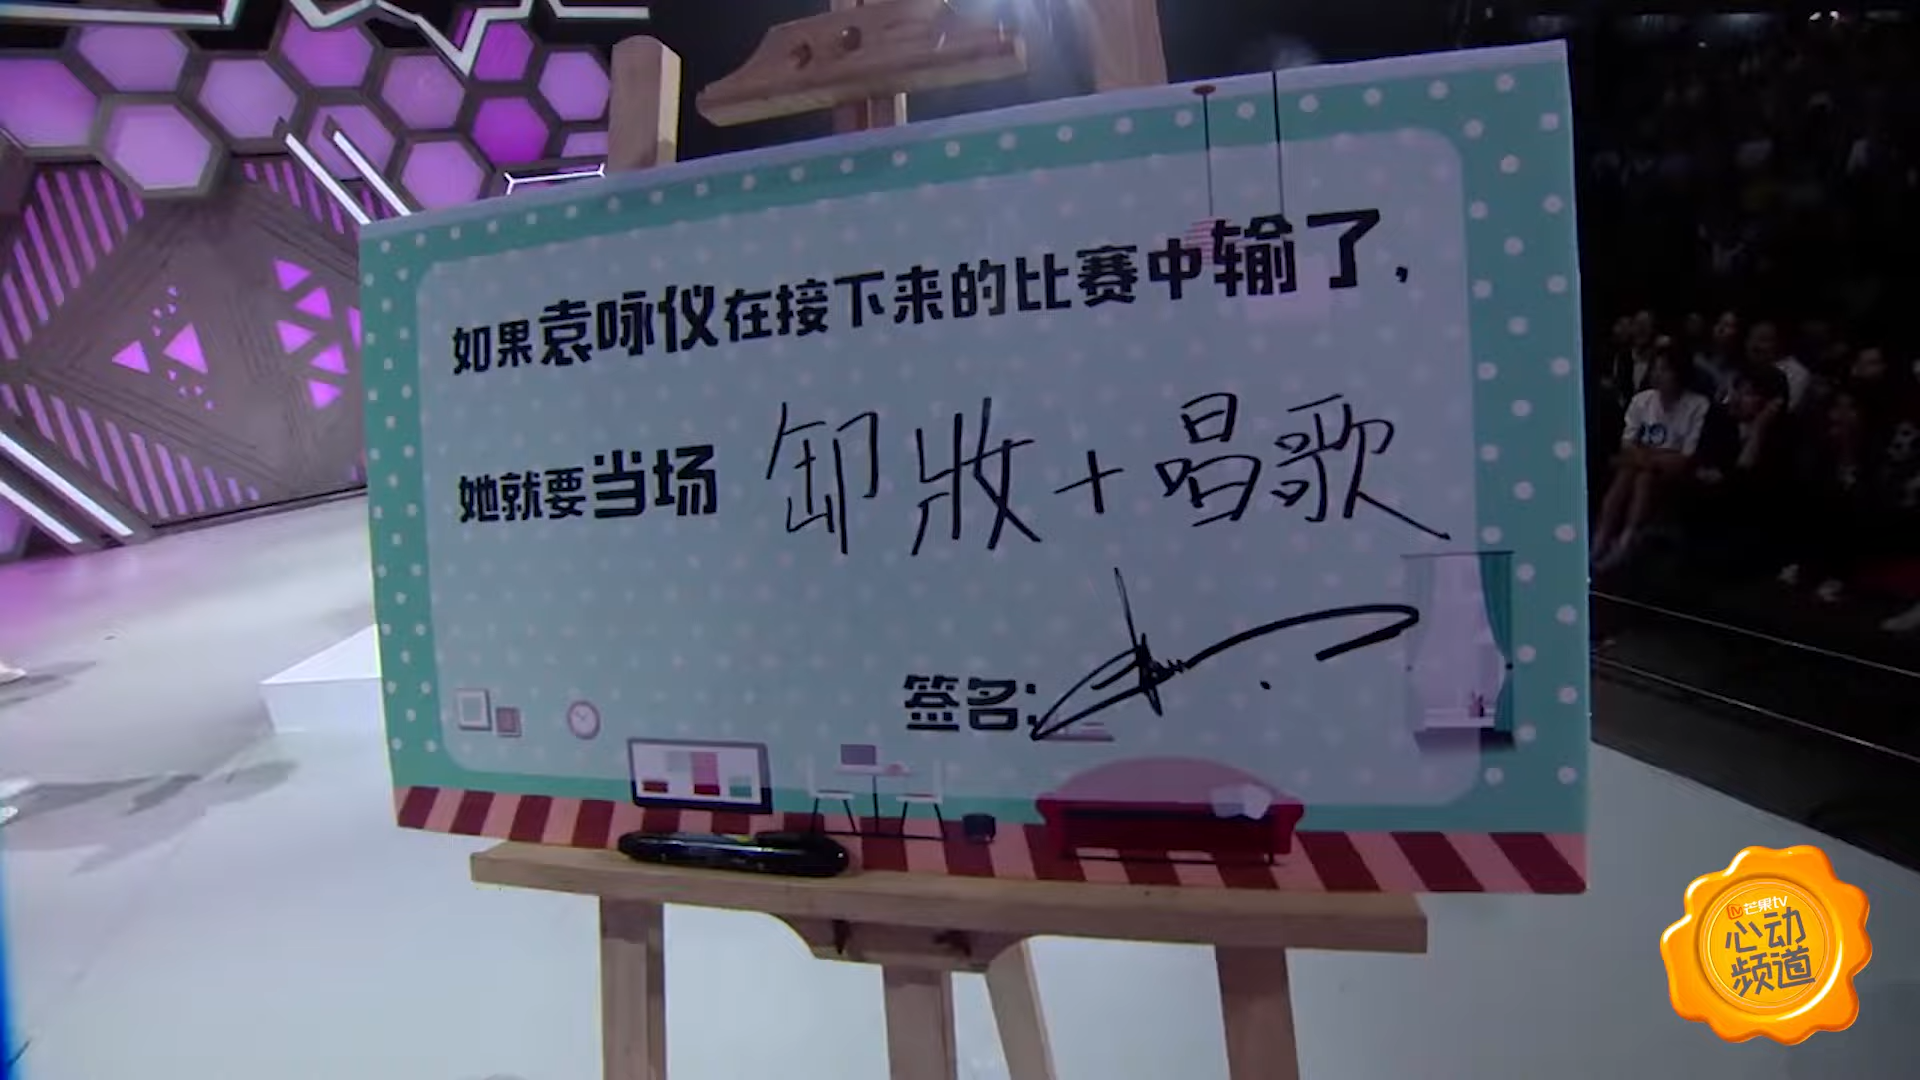 如果袁咏仪在接下来的比赛中输了，
她就要当场 卸妝+唱歌
签名：
芒果tv
心动
频道